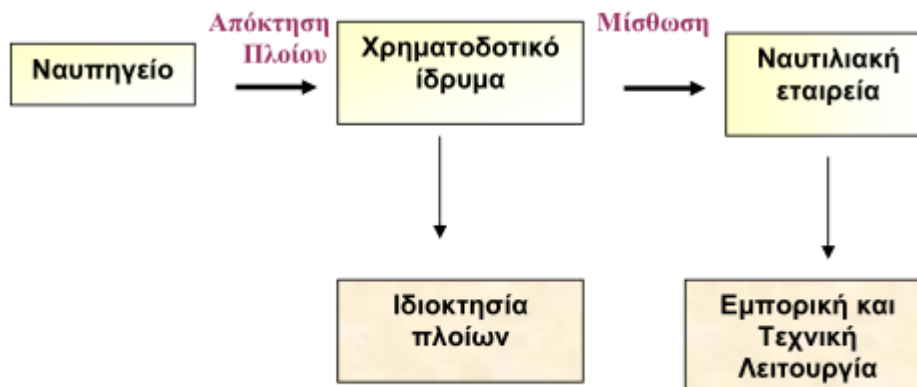 Ναυπηγείο
Απόκτηση
Πλοίου
Χρηματοδοτικό
ίδρυμα
Μίσθωση
Ναυτιλιακή
εταιρεία
Ιδιοκτησία
πλοίων
Εμπορική και
Τεχνική
Λειτουργία